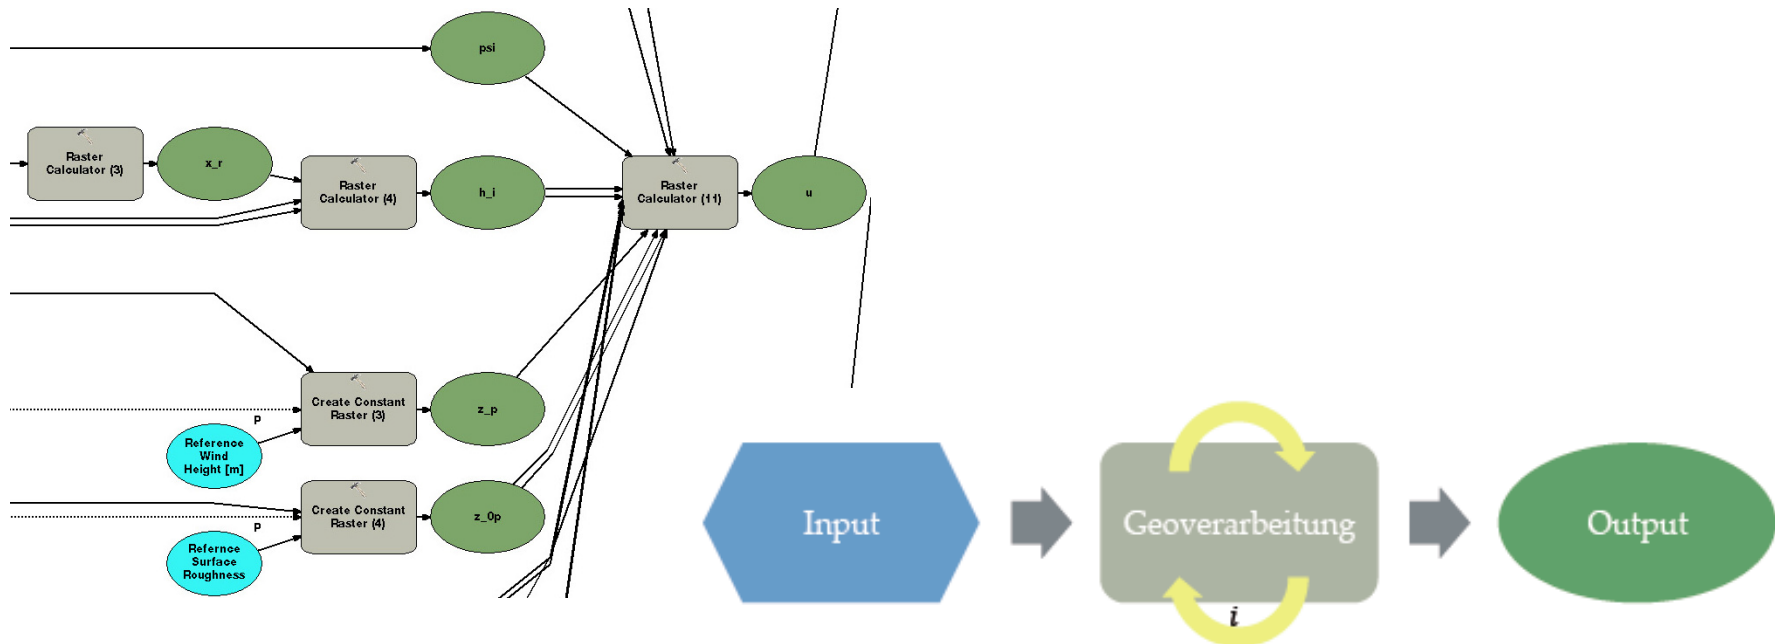 psi
Raster
Calculator (3)
x_r
Raster
Calculator (4)
h_i
Raster
Calculator (11)
u
Create Constant
Raster (3)
z_p
P
Reference
Wind
Height [m]
Create Constant
Raster (4)
z_0p
P
Refernce
Surface
Roughness
Input
Geoverarbeitung
i
Output